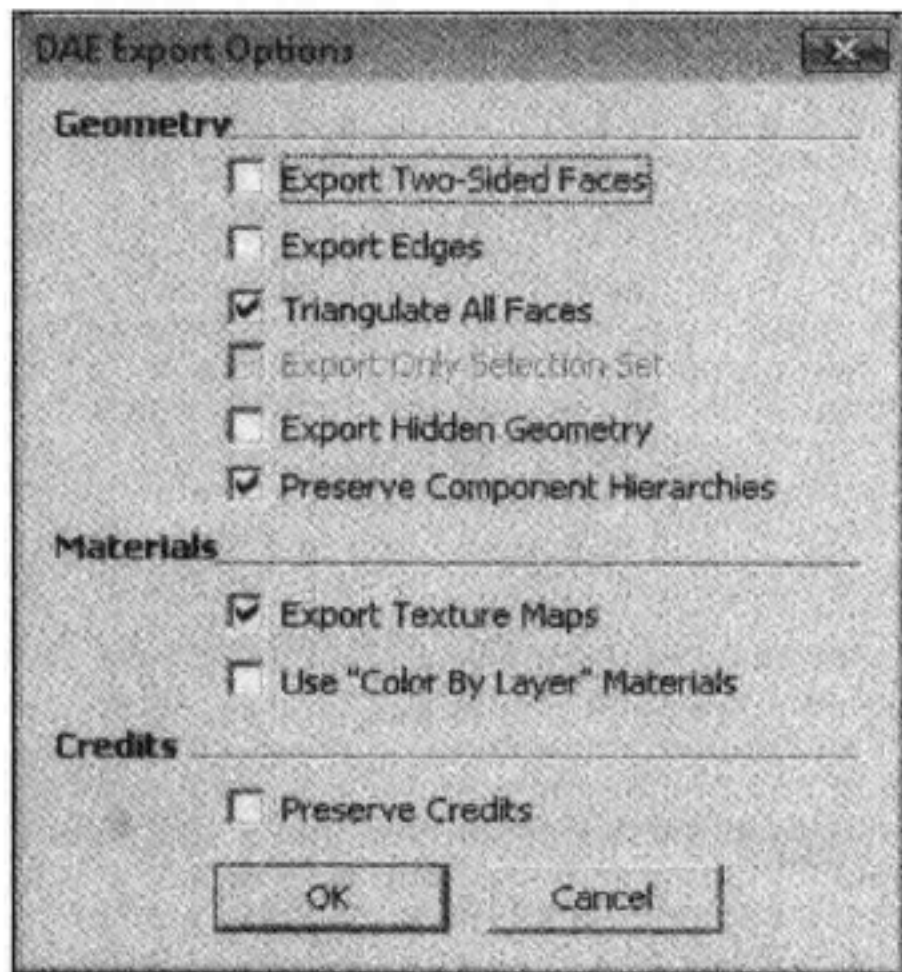 DAE Export Options
Geometry
Export Two-Sided Faces
Export Edges
Triangulate All Faces
Export Only Selection Set
Export Hidden Geometry
Preserve Component Hierarchies
Materials
Export Texture Maps
Use "Color By Layer" Materials
Credits
Preserve Credits
OK
Cancel